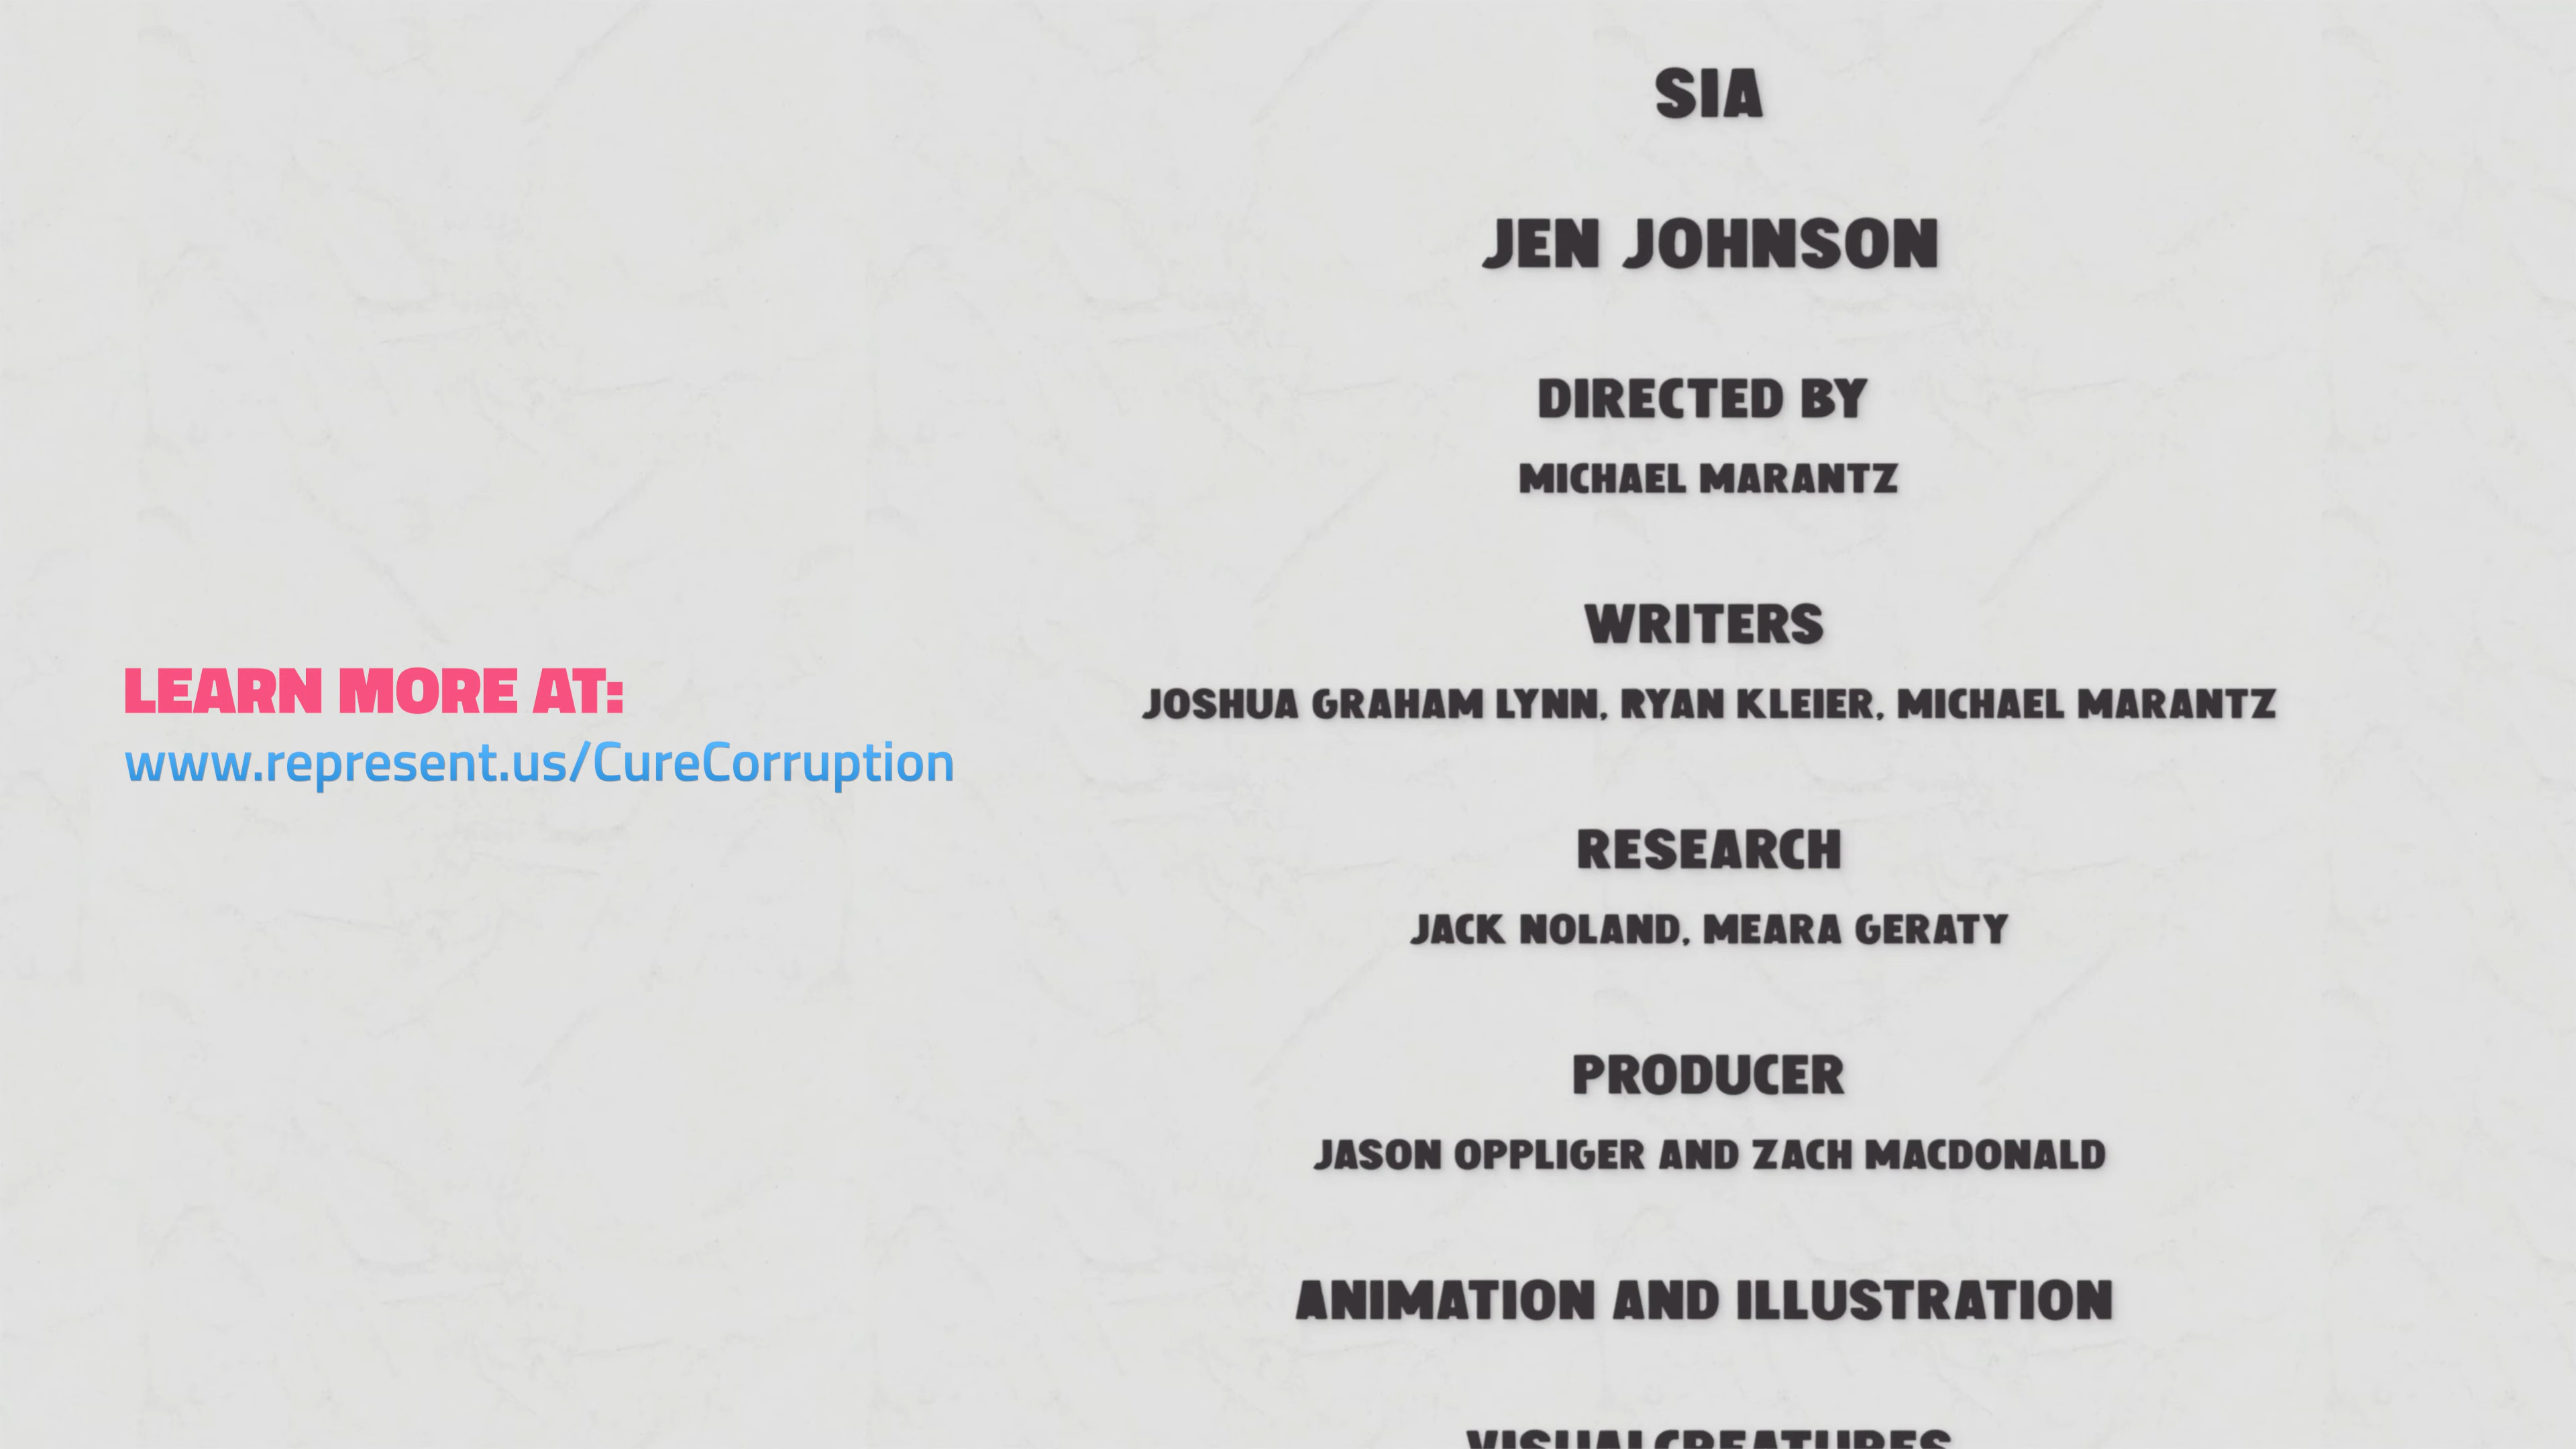 SIA
JEN JOHNSON
DIRECTED BY
MICHAEL MARANTZ
WRITERS
JOSHUA GRAHAM LYNN, RYAN KLEIER, MICHAEL MARANTZ
LEARN MORE AT:
www.represent.us/CureCorruption
RESEARCH
JACK NOLAND, MEARA GERATY
PRODUCER
JASON OPPLIGER AND ZACH MACDONALD
ANIMATION AND ILLUSTRATION
VISUALCREATURES